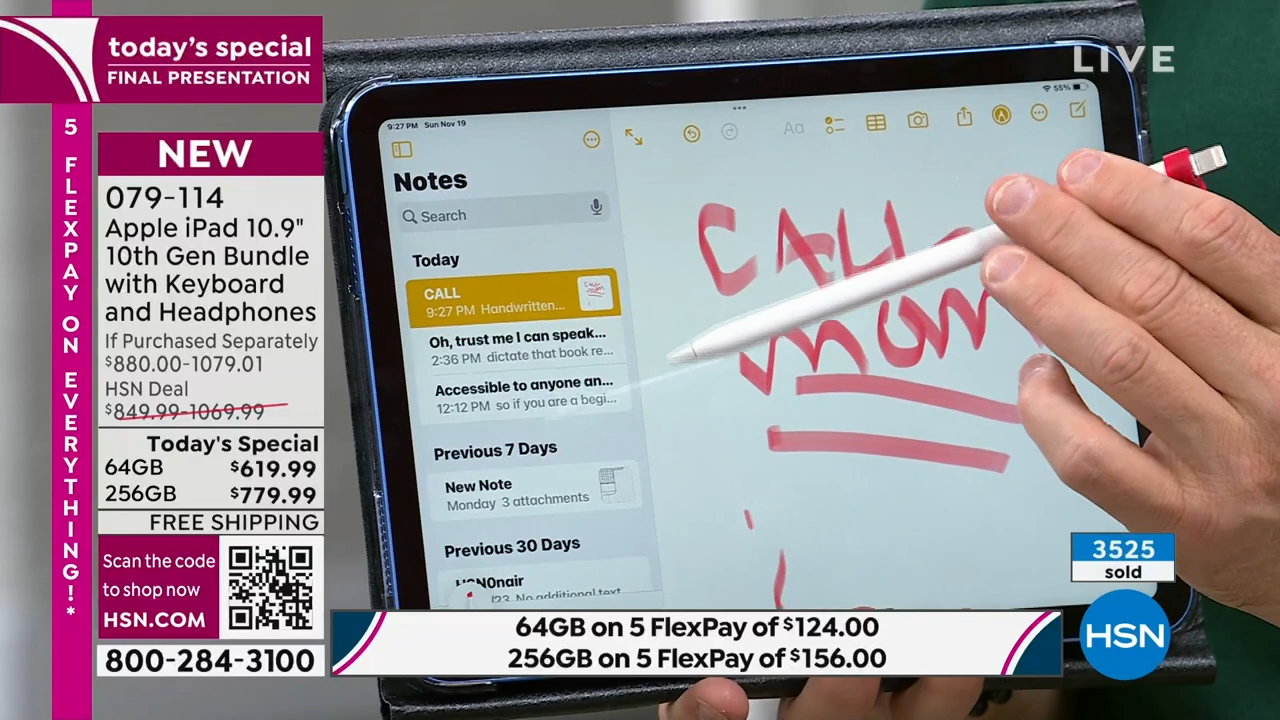 today's special
FINAL PRESENTATION
LIVE
5 FLEXPAY ON EVERYTHING!*
NEW
079-114
Apple iPad 10.9"
10th Gen Bundle
with Keyboard
and Headphones
If Purchased Separately
$880.00-1079.01
HSN Deal
$849.99-1069.99
Today's Special
64GB $619.99
256GB $779.99
FREE SHIPPING
Scan the code
to shop now
HSN.COM
800-284-3100
9:27 PM Sun Nov 19
55%
Aa
Notes
Search
Today
CALL
9:27 PM Handwritten...
Oh, trust me I can speak...
2:36 PM dictate that book re...
Accessible to anyone an...
12:12 PM so if you are a begi...
Previous 7 Days
New Note
Monday 3 attachments
Previous 30 Days
No additional text
CALL
mom
3525
sold
64GB on 5 FlexPay of $124.00
256GB on 5 FlexPay of $156.00
HSN